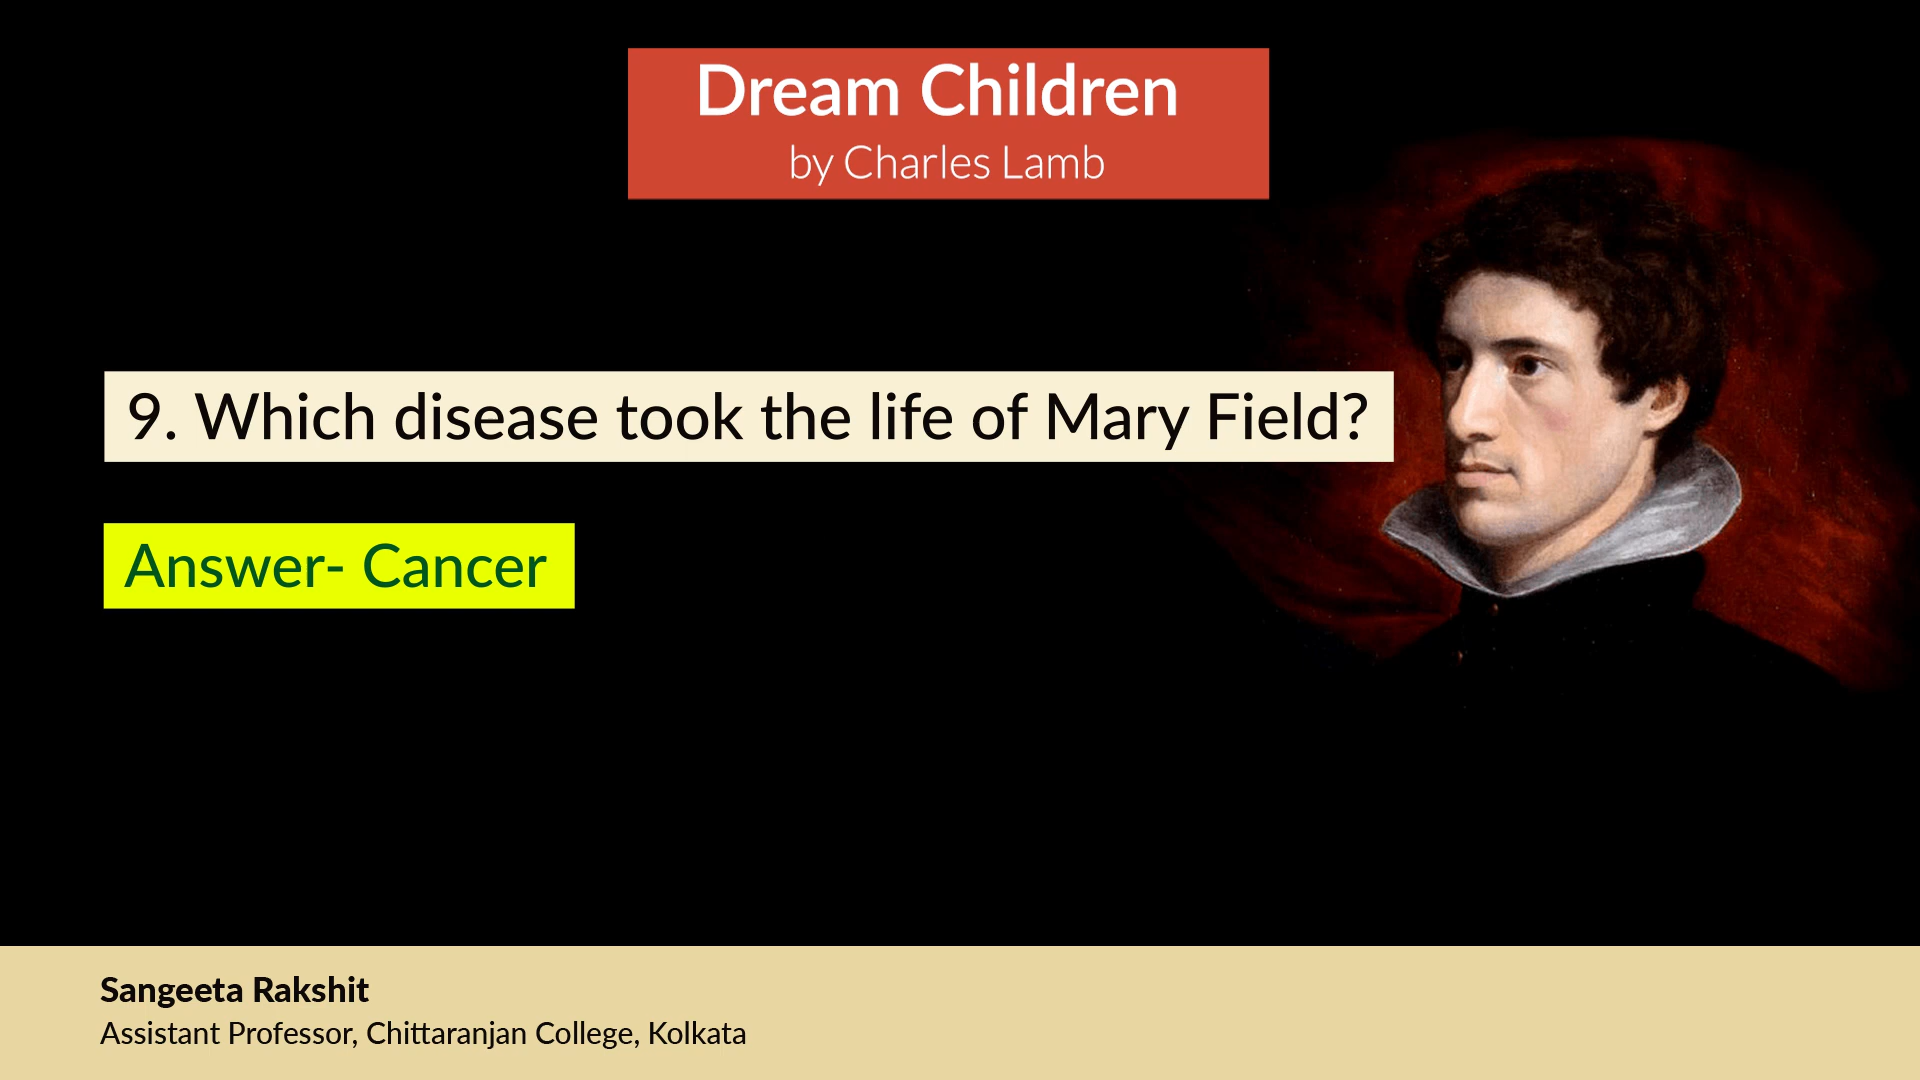 Dream Children
by Charles Lamb
9. Which disease took the life of Mary Field?
Answer- Cancer
Sangeeta Rakshit
Assistant Professor, Chittaranjan College, Kolkata